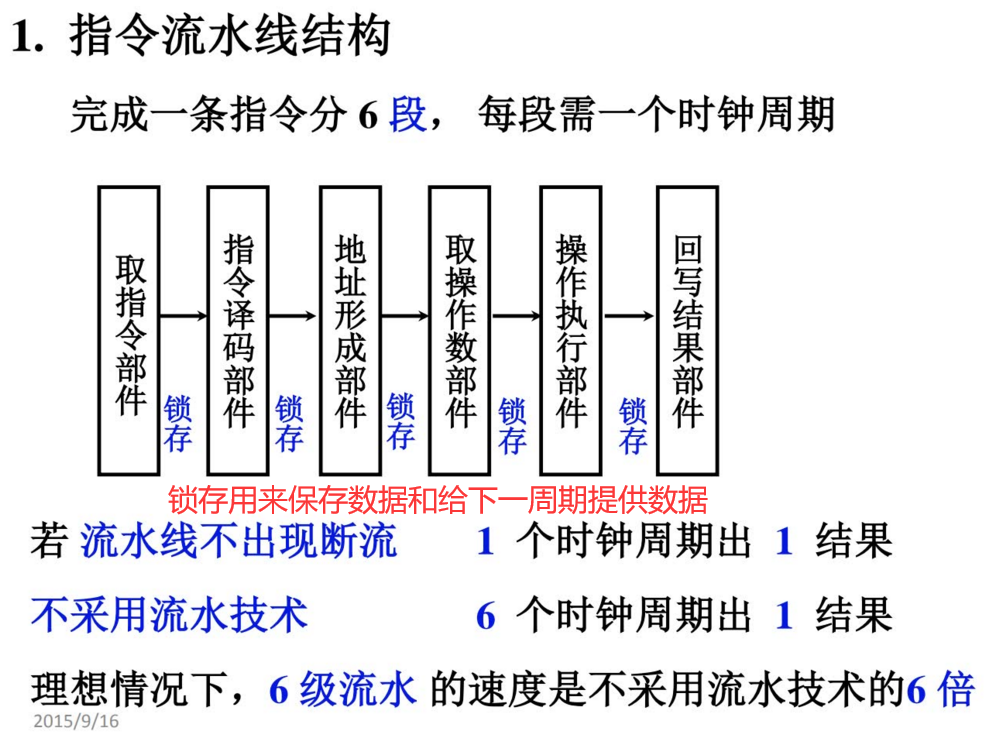 1. 指令流水线结构
完成一条指令分 6 段， 每段需一个时钟周期
取指令部件
锁存
指令译码部件
锁存
地址形成部件
锁存
取操作数部件
锁存
操作执行部件
锁存
回写结果部件
锁存用来保存数据和给下一周期提供数据
若 流水线不出现断流 1 个时钟周期出 1 结果
不采用流水技术 6 个时钟周期出 1 结果
理想情况下，6 级流水 的速度是不采用流水技术的6 倍
2015/9/16